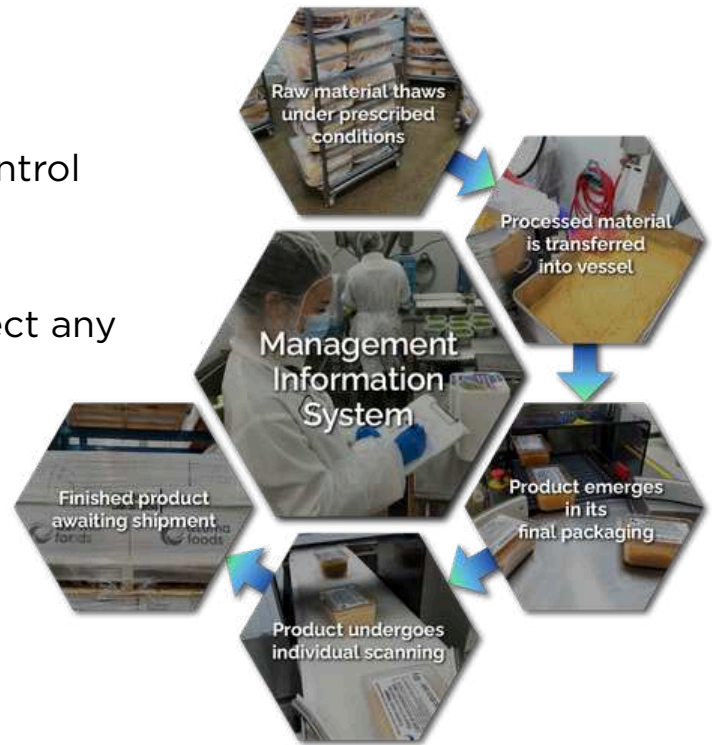 ntrol
ect any
Raw material thaws
under prescribed
conditions
Processed material
is transferred
into vessel
Management
Information
System
Product emerges
in its
final packaging
Product undergoes
individual scanning
Finished product
awaiting shipment
foods
foods